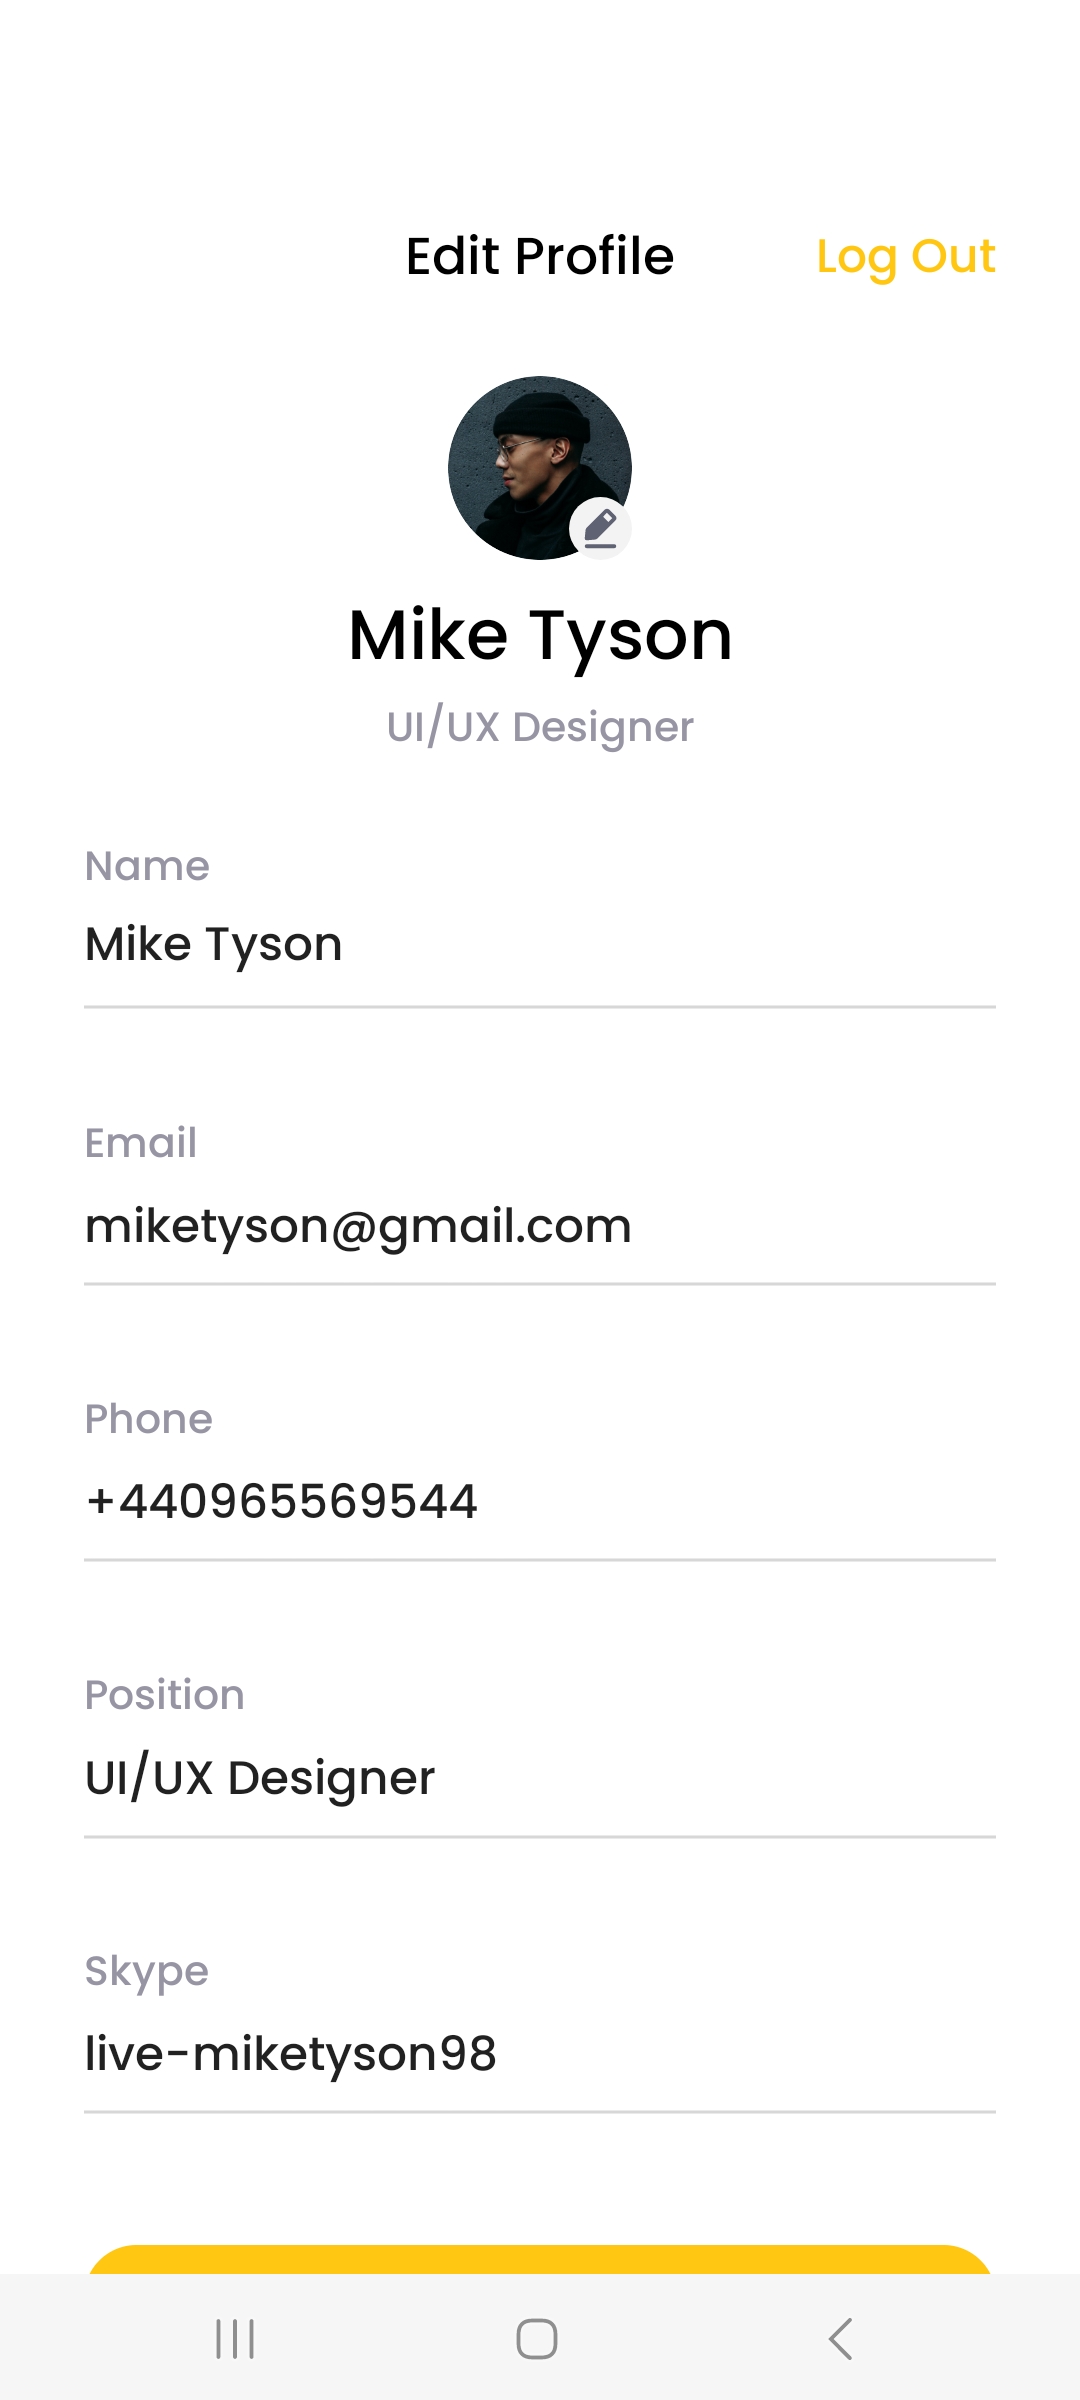 Edit Profile
Log Out
Mike Tyson
UI/UX Designer
Name
Mike Tyson
Email
miketyson@gmail.com
Phone
+440965569544
Position
UI/UX Designer
Skype
live-miketyson98